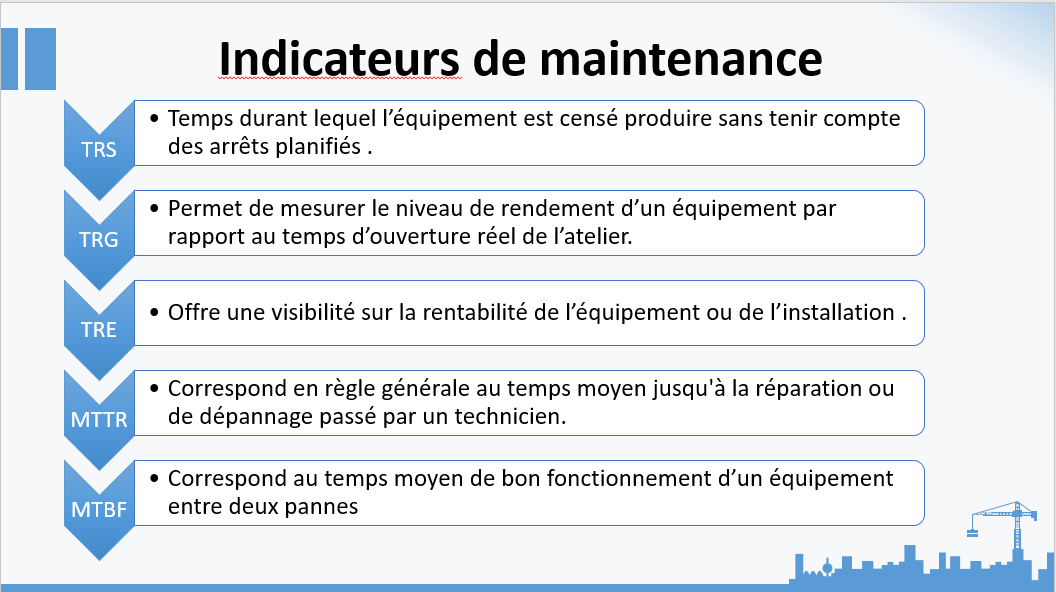 Indicateurs de maintenance
TRS
• Temps durant lequel l’équipement est censé produire sans tenir compte
des arrêts planifiés .
TRG
• Permet de mesurer le niveau de rendement d’un équipement par
rapport au temps d’ouverture réel de l’atelier.
TRE
• Offre une visibilité sur la rentabilité de l’équipement ou de l’installation .
MTTR
• Correspond en règle générale au temps moyen jusqu'à la réparation ou
de dépannage passé par un technicien.
MTBF
• Correspond au temps moyen de bon fonctionnement d’un équipement
entre deux pannes